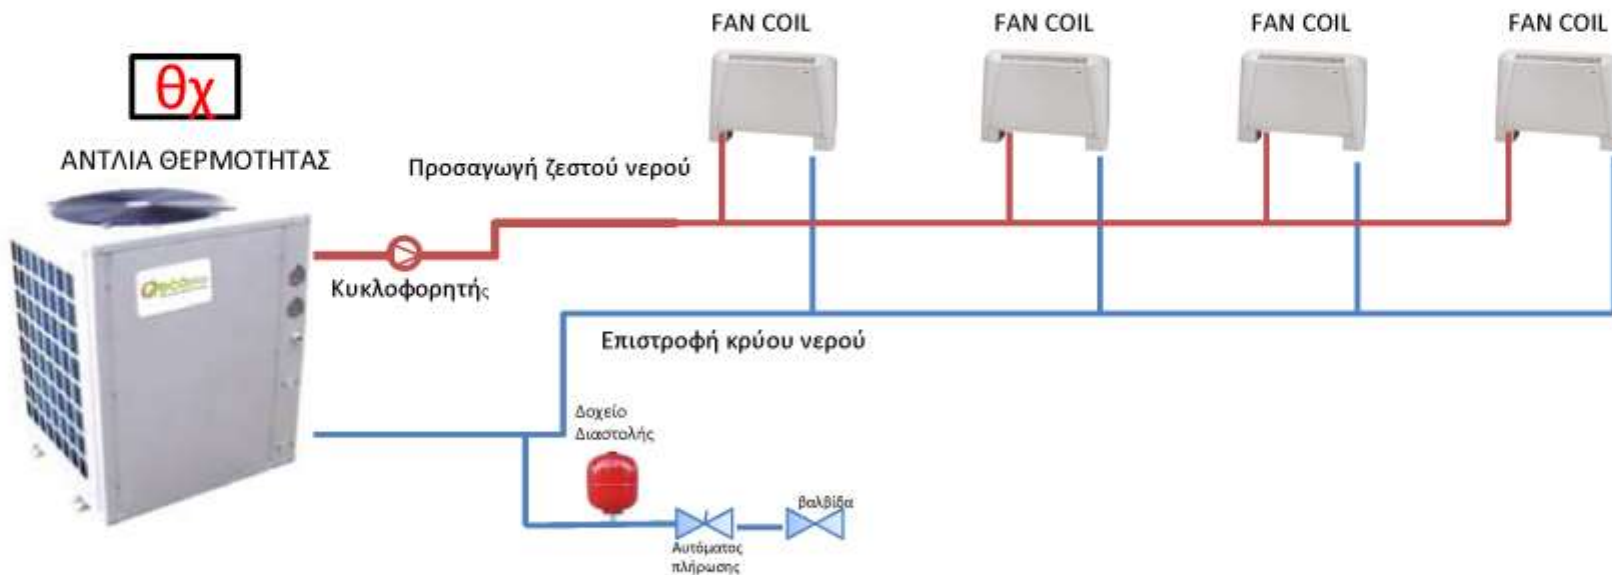 FAN COIL FAN COIL FAN COIL FAN COIL
θχ
ΑΝΤΛΙΑ ΘΕΡΜΟΤΗΤΑΣ
Προσαγωγή ζεστού νερού
Κυκλοφορητής
Επιστροφή κρύου νερού
Δοχείο
Διαστολής
βαλβίδα
Αυτόματος
πλήρωσης